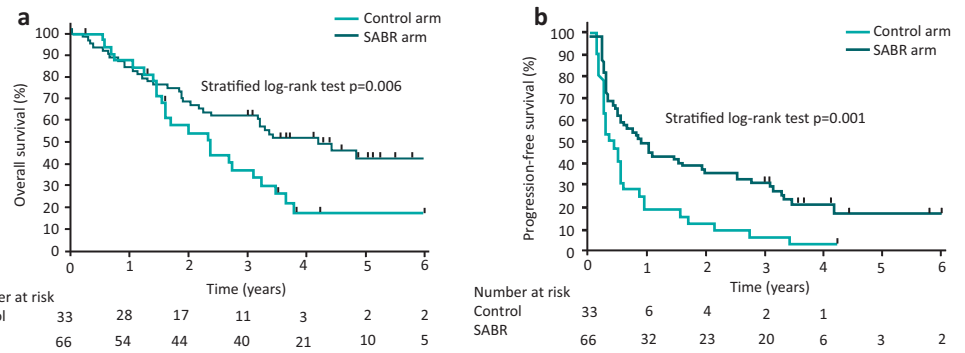 a
Control arm
SABR arm
Stratified log-rank test p=0.006
Overall survival (%)
100
90
80
70
60
50
40
30
20
10
0
0 1 2 3 4 5 6
Time (years)
33 28 17 11 3 2 2
66 54 44 40 21 10 5
b
Control arm
SABR arm
Stratified log-rank test p=0.001
Progression-free survival (%)
100
90
80
70
60
50
40
30
20
10
0
0 1 2 3 4 5 6
Time (years)
Number at risk
Control 33 6 4 2 1
SABR 66 32 23 20 6 3 2